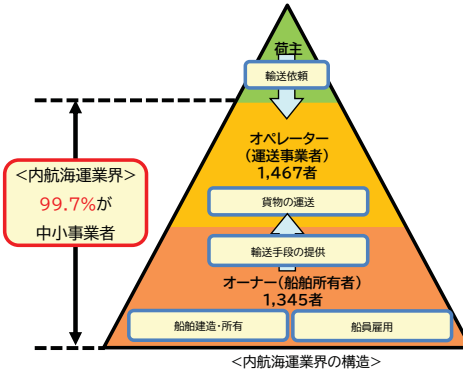 荷主
輸送依頼
オペレーター
(運送事業者)
1,467者
貨物の運送
<内航海運業界>
99.7%が
中小事業者
輸送手段の提供
オーナー(船舶所有者)
1,345者
船舶建造・所有
船員雇用
<内航海運業界の構造>